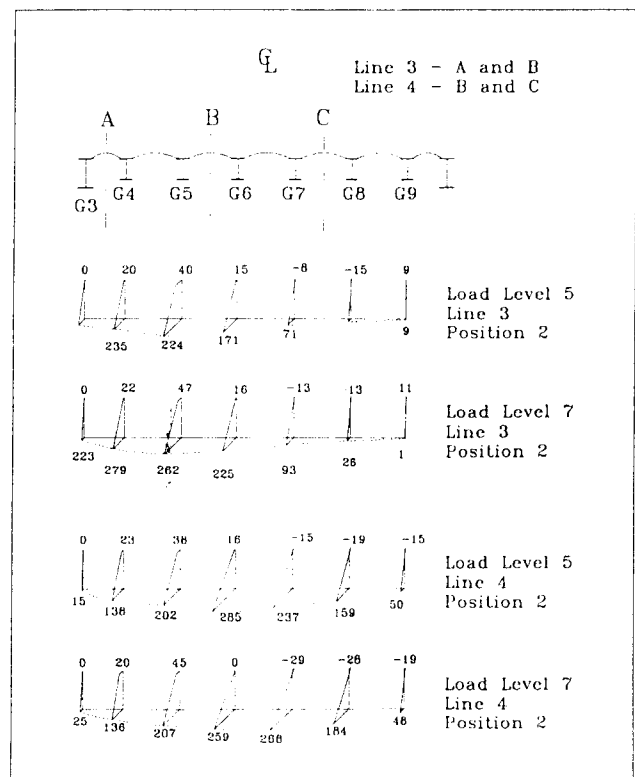 CL
Line 3 - A and B
Line 4 - B and C
A B C
G3 G4 G5 G6 G7 G8 G9
0 20 40 15 -8 -15 9
Load Level 5
Line 3
Position 2
235 224 171 71 9
0 22 47 16 -13 13 11
Load Level 7
Line 3
Position 2
223 279 262 225 93 26 1
0 23 38 16 -15 -19 -15
Load Level 5
Line 4
Position 2
15 138 202 285 237 159 50
0 20 45 0 -29 -26 -19
Load Level 7
Line 4
Position 2
25 136 207 259 268 184 48